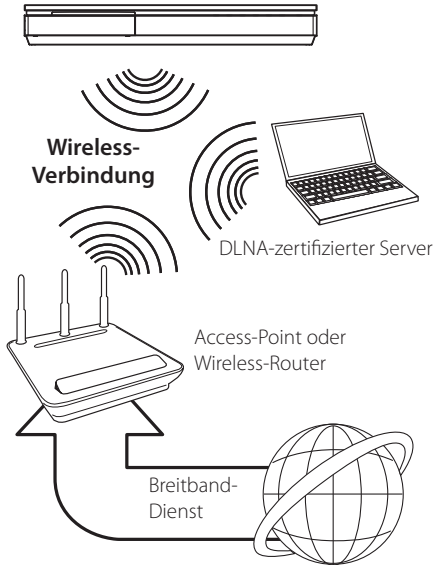 Wireless-
Verbindung
DLNA-zertifizierter Server
Access-Point oder
Wireless-Router
Breitband-
Dienst